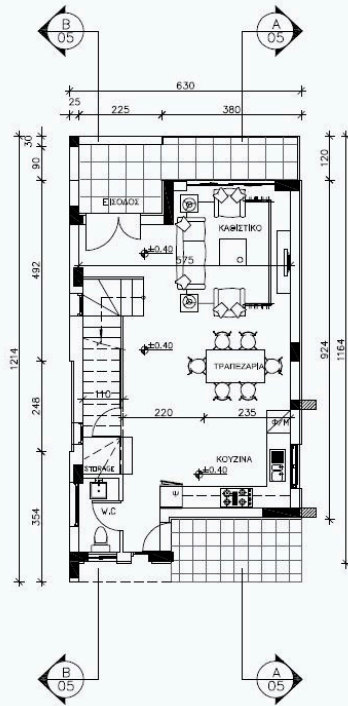 B
05
A
05
630
25
225
380
30
90
120
ΕΙΣΟΔΟΣ
ΚΑΘΙΣΤΙΚΟ
±0.40
575
492
±0.40
ΤΡΑΠΕΖΑΡΙΑ
1214
924
1164
110
220
235
248
Φ/Μ
ΚΟΥΖΙΝΑ
STORAGE
±0.40
Ψ
354
W.C
B
05
A
05